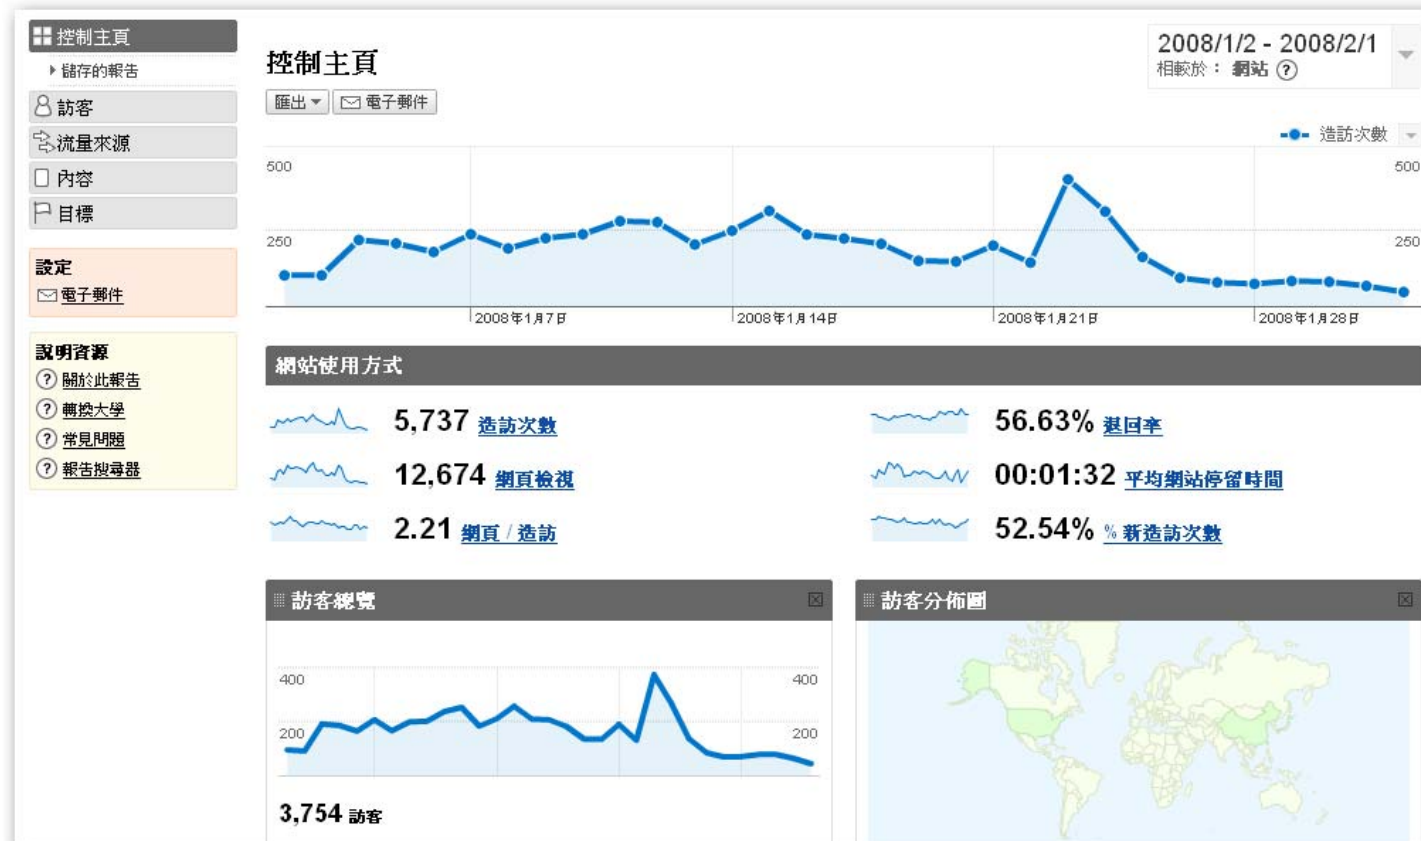 控制主頁
儲存的報告
訪客
流量來源
內容
目標
設定
電子郵件
說明資源
關於此報告
轉換大學
常見問題
報告搜尋器
控制主頁
匯出
電子郵件
2008/1/2 - 2008/2/1
相較於： 網站
造訪次數
500
500
250
250
2008年1月7日
2008年1月14日
2008年1月21日
2008年1月28日
網站使用方式
5,737 造訪次數
56.63% 退回率
12,674 網頁檢視
00:01:32 平均網站停留時間
2.21 網頁 / 造訪
52.54% % 新造訪次數
訪客總覽
400
400
200
200
3,754 訪客
訪客分佈圖